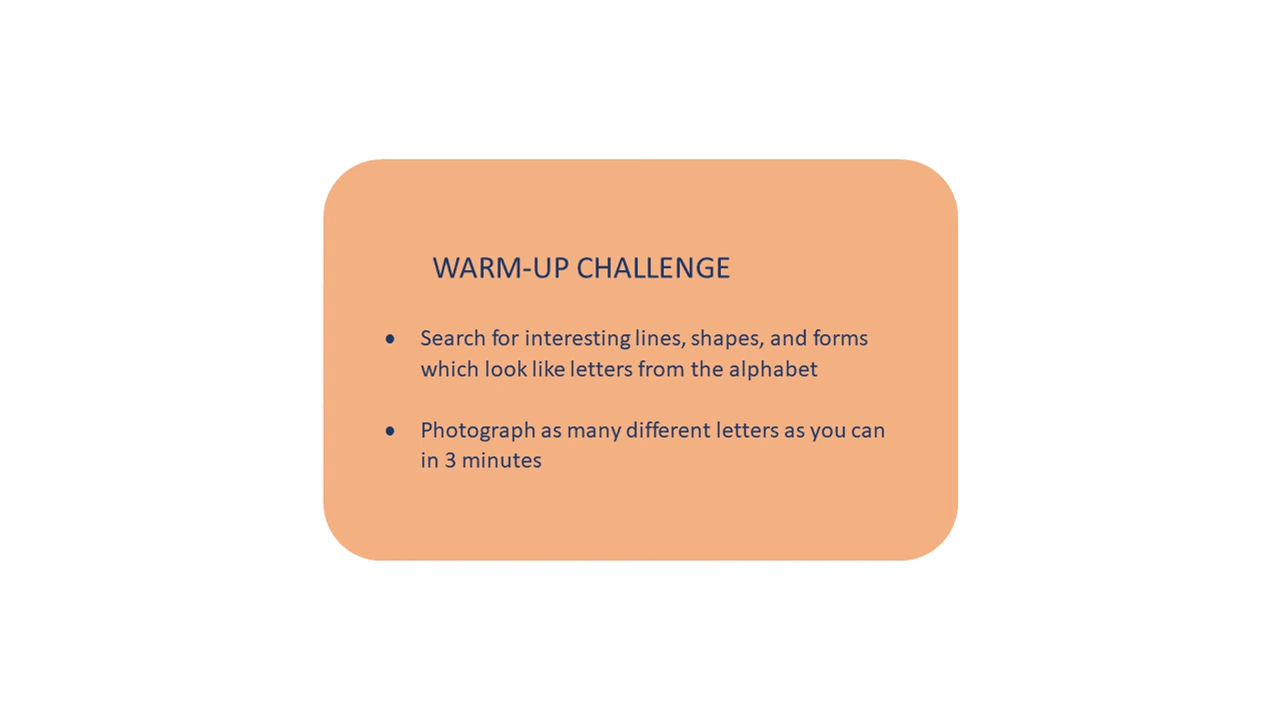 WARM-UP CHALLENGE
● Search for interesting lines, shapes, and forms
which look like letters from the alphabet
● Photograph as many different letters as you can
in 3 minutes